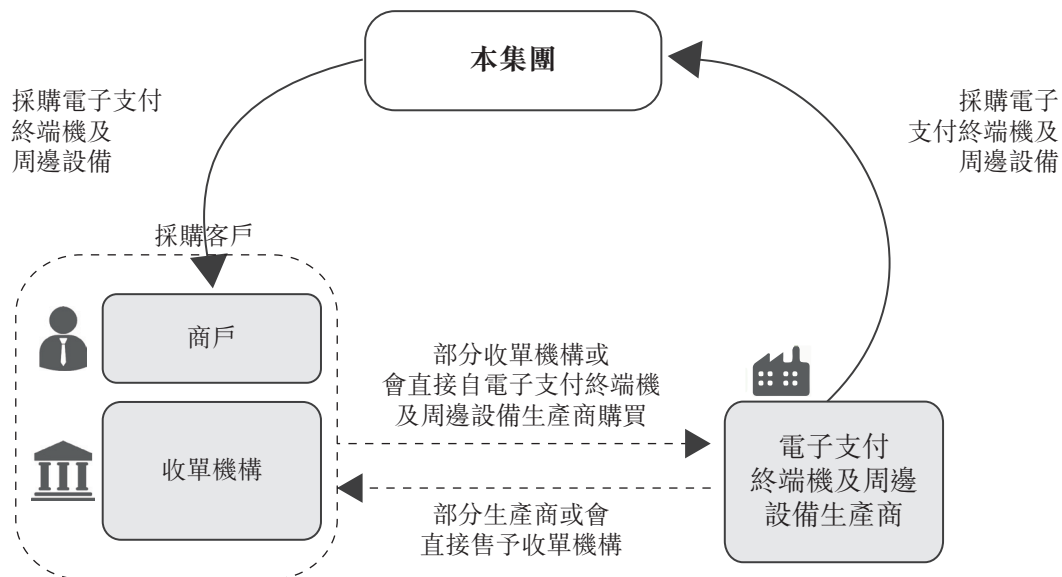 本集團
採購電子支付
終端機及
周邊設備
採購電子
支付終端機及
周邊設備
採購客戶
商戶
部分收單機構或
會直接自電子支付終端機
及周邊設備生產商購買
收單機構
電子支付
終端機及周邊
設備生產商
部分生產商或會
直接售予收單機構